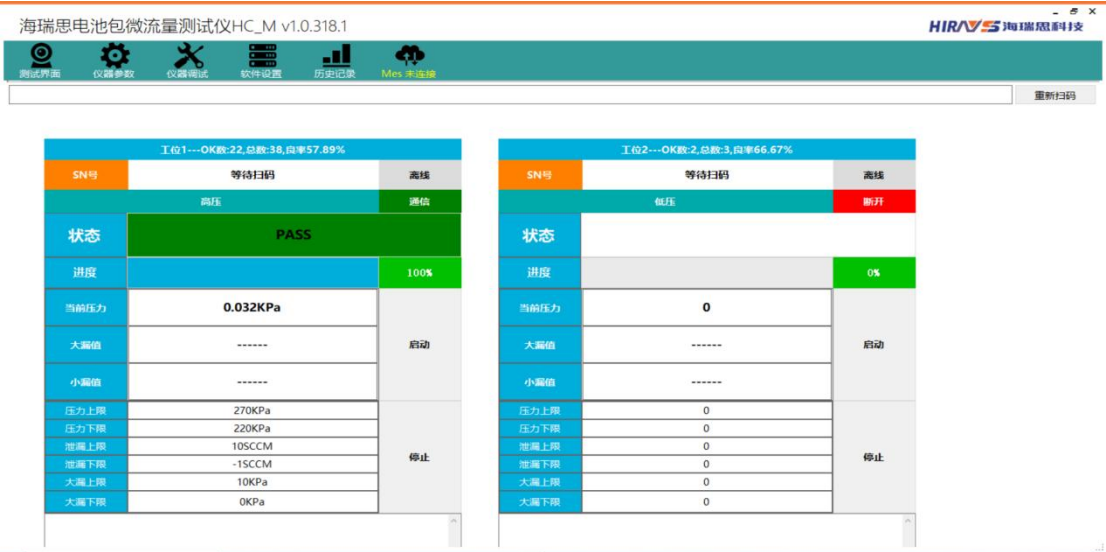 海瑞思电池包微流量测试仪HC_M v1.0.318.1
HIRAYS 海瑞思科技
测试界面 仪器参数 仪器调试 软件设置 历史记录 Mes 未连接
重新扫码
工位1---OK数:22,总数:38,良率57.89%
SN号 等待扫码 离线
高压 通信
状态 PASS
进度 100%
当前压力 0.032KPa
大漏值 ------ 启动
小漏值 ------
压力上限 270KPa
压力下限 220KPa
泄漏上限 10SCCM
泄漏下限 -1SCCM 停止
大漏上限 10KPa
大漏下限 0KPa
工位2---OK数:2,总数:3,良率66.67%
SN号 等待扫码 离线
低压 断开
状态
进度 0%
当前压力 0
大漏值 ------ 启动
小漏值 ------
压力上限 0
压力下限 0
泄漏上限 0
泄漏下限 0 停止
大漏上限 0
大漏下限 0